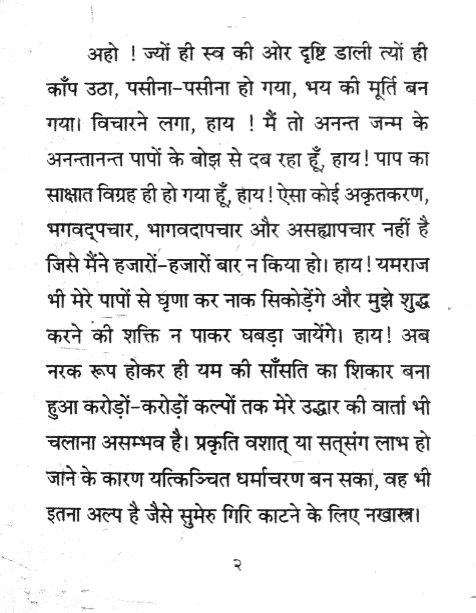 अहो ! ज्यों ही स्व की ओर दृष्टि डाली त्यों ही
काँप उठा, पसीना-पसीना हो गया, भय की मूर्ति बन
गया। विचारने लगा, हाय ! मैं तो अनन्त जन्म के
अनन्तानन्त पापों के बोझ से दब रहा हूँ, हाय! पाप का
साक्षात विग्रह ही हो गया हूँ, हाय! ऐसा कोई अकृतकरण,
भगवद्पचार, भागवदापचार और असह्यापचार नहीं है
जिसे मैंने हजारों-हजारों बार न किया हो। हाय! यमराज
भी मेरे पापों से घृणा कर नाक सिकोड़ेंगे और मुझे शुद्ध
करने की शक्ति न पाकर घबड़ा जायेंगे। हाय! अब
नरक रूप होकर ही यम की साँसति का शिकार बना
हुआ करोड़ों-करोड़ों कल्पों तक मेरे उद्धार की वार्ता भी
चलाना असम्भव है। प्रकृति वशात् या सत्‌संग लाभ हो
जाने के कारण यत्किञ्चित धर्माचरण बन सका, वह भी
इतना अल्प है जैसे सुमेरु गिरि काटने के लिए नखास्त्र।
२